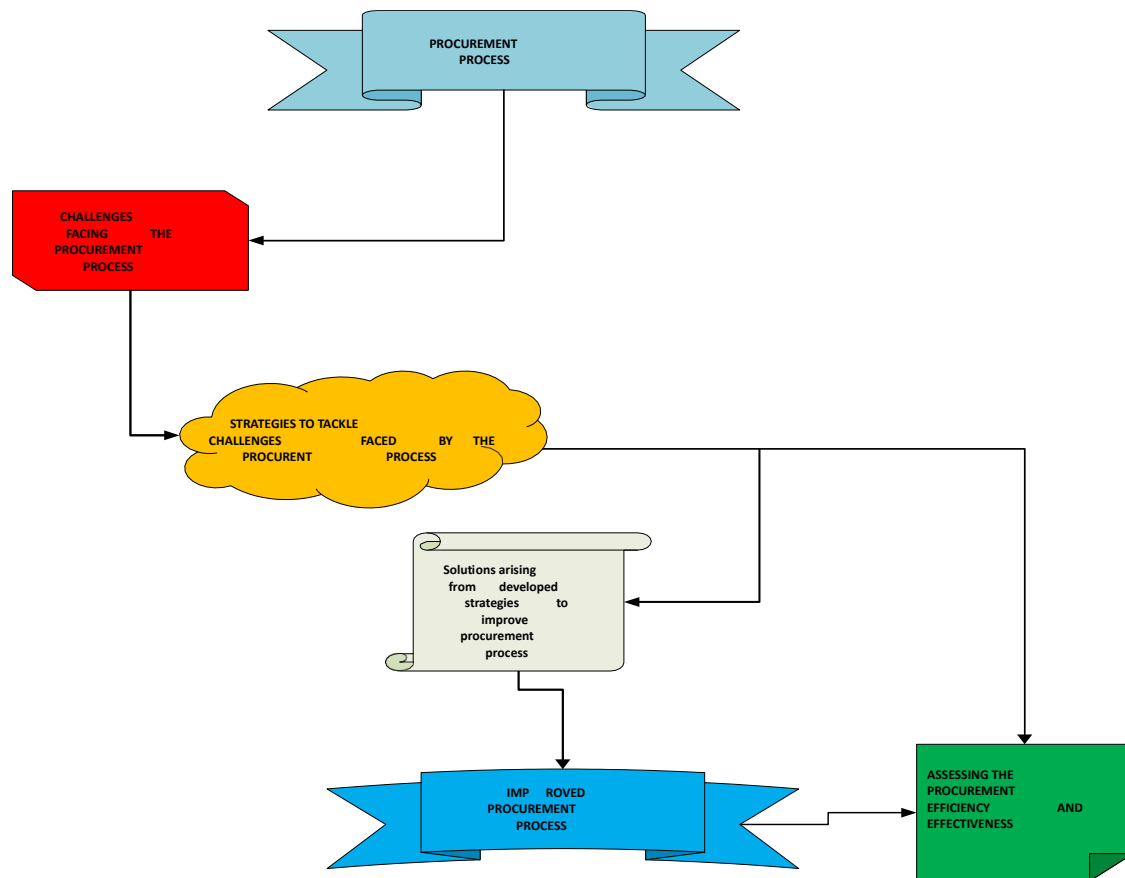 PROCUREMENT
PROCESS
CHALLENGES
FACING THE
PROCUREMENT
PROCESS
STRATEGIES TO TACKLE
CHALLENGES FACED BY THE
PROCURENT PROCESS
Solutions arising
from developed
strategies to
improve
procurement
process
IMP ROVED
PROCUREMENT
PROCESS
ASSESSING THE
PROCUREMENT
EFFICIENCY AND
EFFECTIVENESS